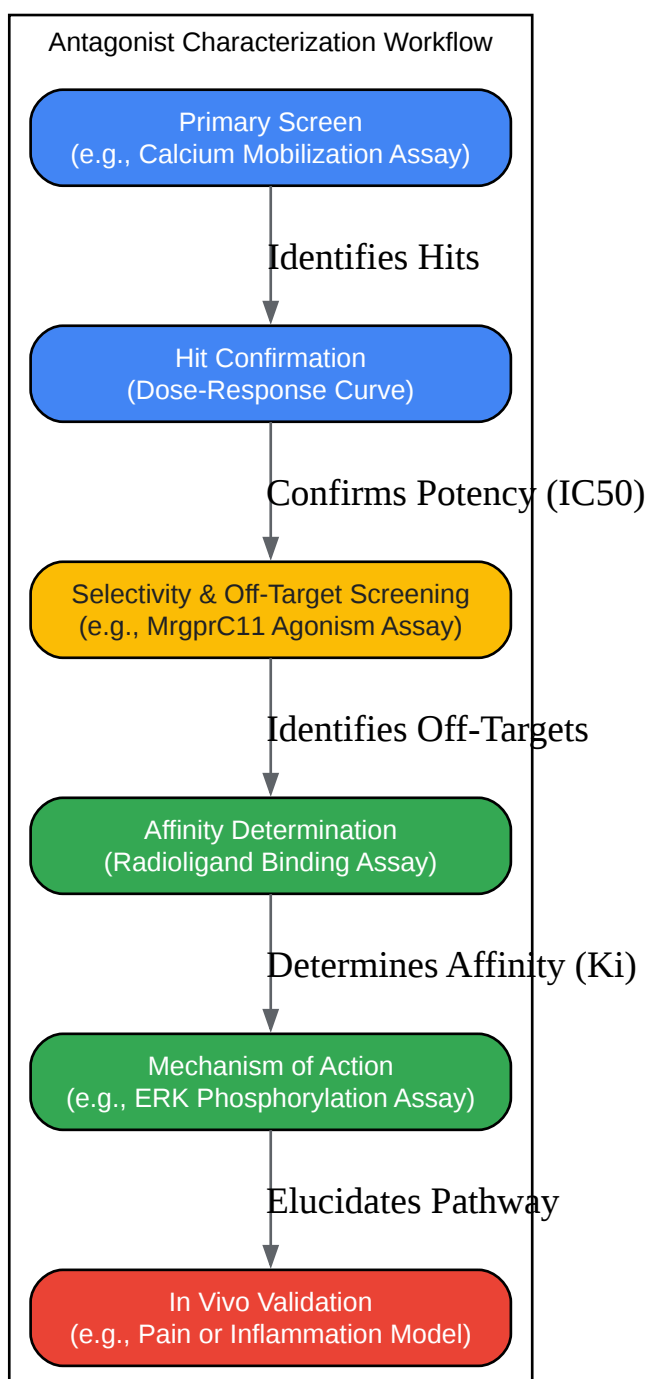 Antagonist Characterization Workflow
Primary Screen
(e.g., Calcium Mobilization Assay)
Identifies Hits
Hit Confirmation
(Dose-Response Curve)
Confirms Potency (IC50)
Selectivity & Off-Target Screening
(e.g., MrgprC11 Agonism Assay)
Identifies Off-Targets
Affinity Determination
(Radioligand Binding Assay)
Determines Affinity (Ki)
Mechanism of Action
(e.g., ERK Phosphorylation Assay)
Elucidates Pathway
In Vivo Validation
(e.g., Pain or Inflammation Model)